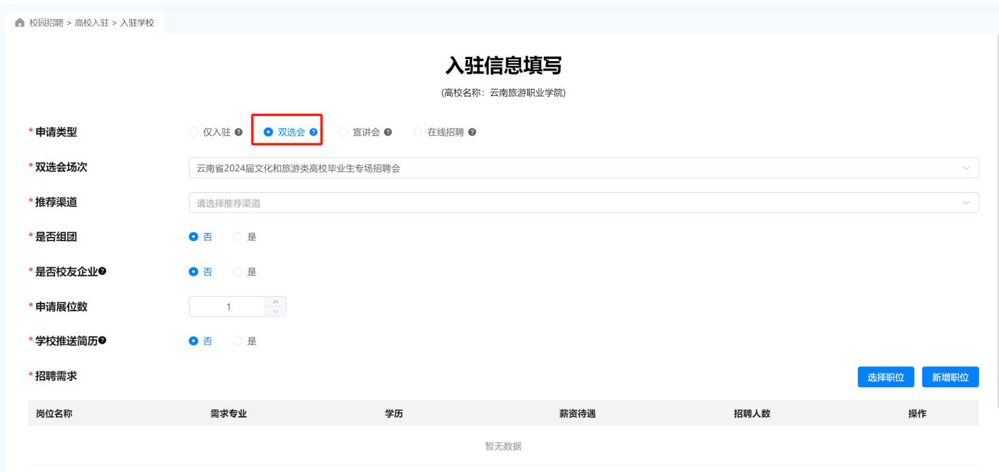 校园招聘 > 高校入驻 > 入驻学校
入驻信息填写
(高校名称：云南旅游职业学院)
*申请类型 仅入驻 ? 双选会 ? 宣讲会 ? 在线招聘 ?
*双选会场次 云南省2024届文化和旅游类高校毕业生专场招聘会
*推荐渠道 请选择推荐渠道
*是否组团 否 是
*是否校友企业? 否 是
*申请展位数 1
*学校推送简历? 否 是
*招聘需求 选择职位 新增职位
岗位名称 需求专业 学历 薪资待遇 招聘人数 操作
暂无数据